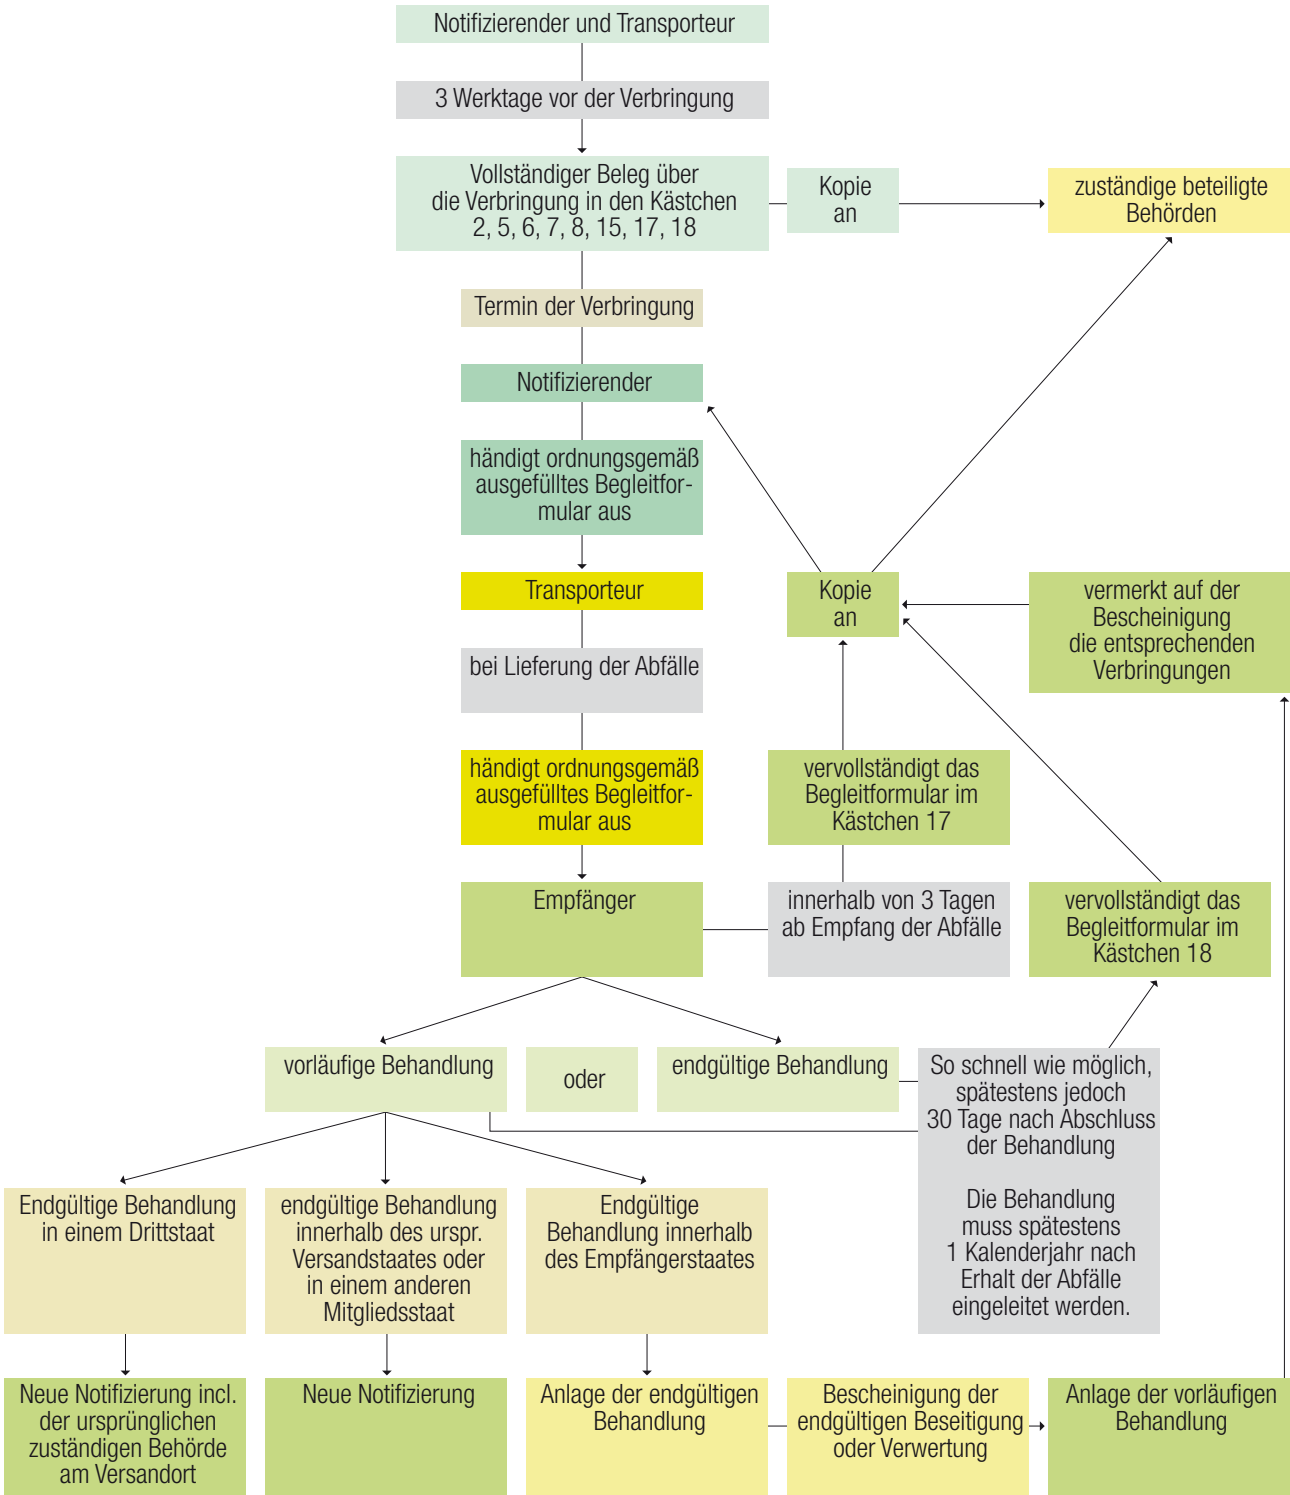 Notifizierender und Transporteur
3 Werktage vor der Verbringung
Vollständiger Beleg über
die Verbringung in den Kästchen
2, 5, 6, 7, 8, 15, 17, 18
Kopie
an
zuständige beteiligte
Behörden
Termin der Verbringung
Notifizierender
händigt ordnungsgemäß
ausgefülltes Begleitfor-
mular aus
Transporteur
Kopie
an
vermerkt auf der
Bescheinigung
die entsprechenden
Verbringungen
bei Lieferung der Abfälle
händigt ordnungsgemäß
ausgefülltes Begleitfor-
mular aus
vervollständigt das
Begleitformular im
Kästchen 17
Empfänger
innerhalb von 3 Tagen
ab Empfang der Abfälle
vervollständigt das
Begleitformular im
Kästchen 18
vorläufige Behandlung
oder
endgültige Behandlung
So schnell wie möglich,
spätestens jedoch
30 Tage nach Abschluss
der Behandlung
Die Behandlung
muss spätestens
1 Kalenderjahr nach
Erhalt der Abfälle
eingeleitet werden.
Endgültige Behandlung
in einem Drittstaat
endgültige Behandlung
innerhalb des urspr.
Versandstaates oder
in einem anderen
Mitgliedsstaat
Endgültige
Behandlung innerhalb
des Empfängerstaates
Neue Notifizierung incl.
der ursprünglichen
zuständigen Behörde
am Versandort
Neue Notifizierung
Anlage der endgültigen
Behandlung
Bescheinigung der
endgültigen Beseitigung
oder Verwertung
Anlage der vorläufigen
Behandlung